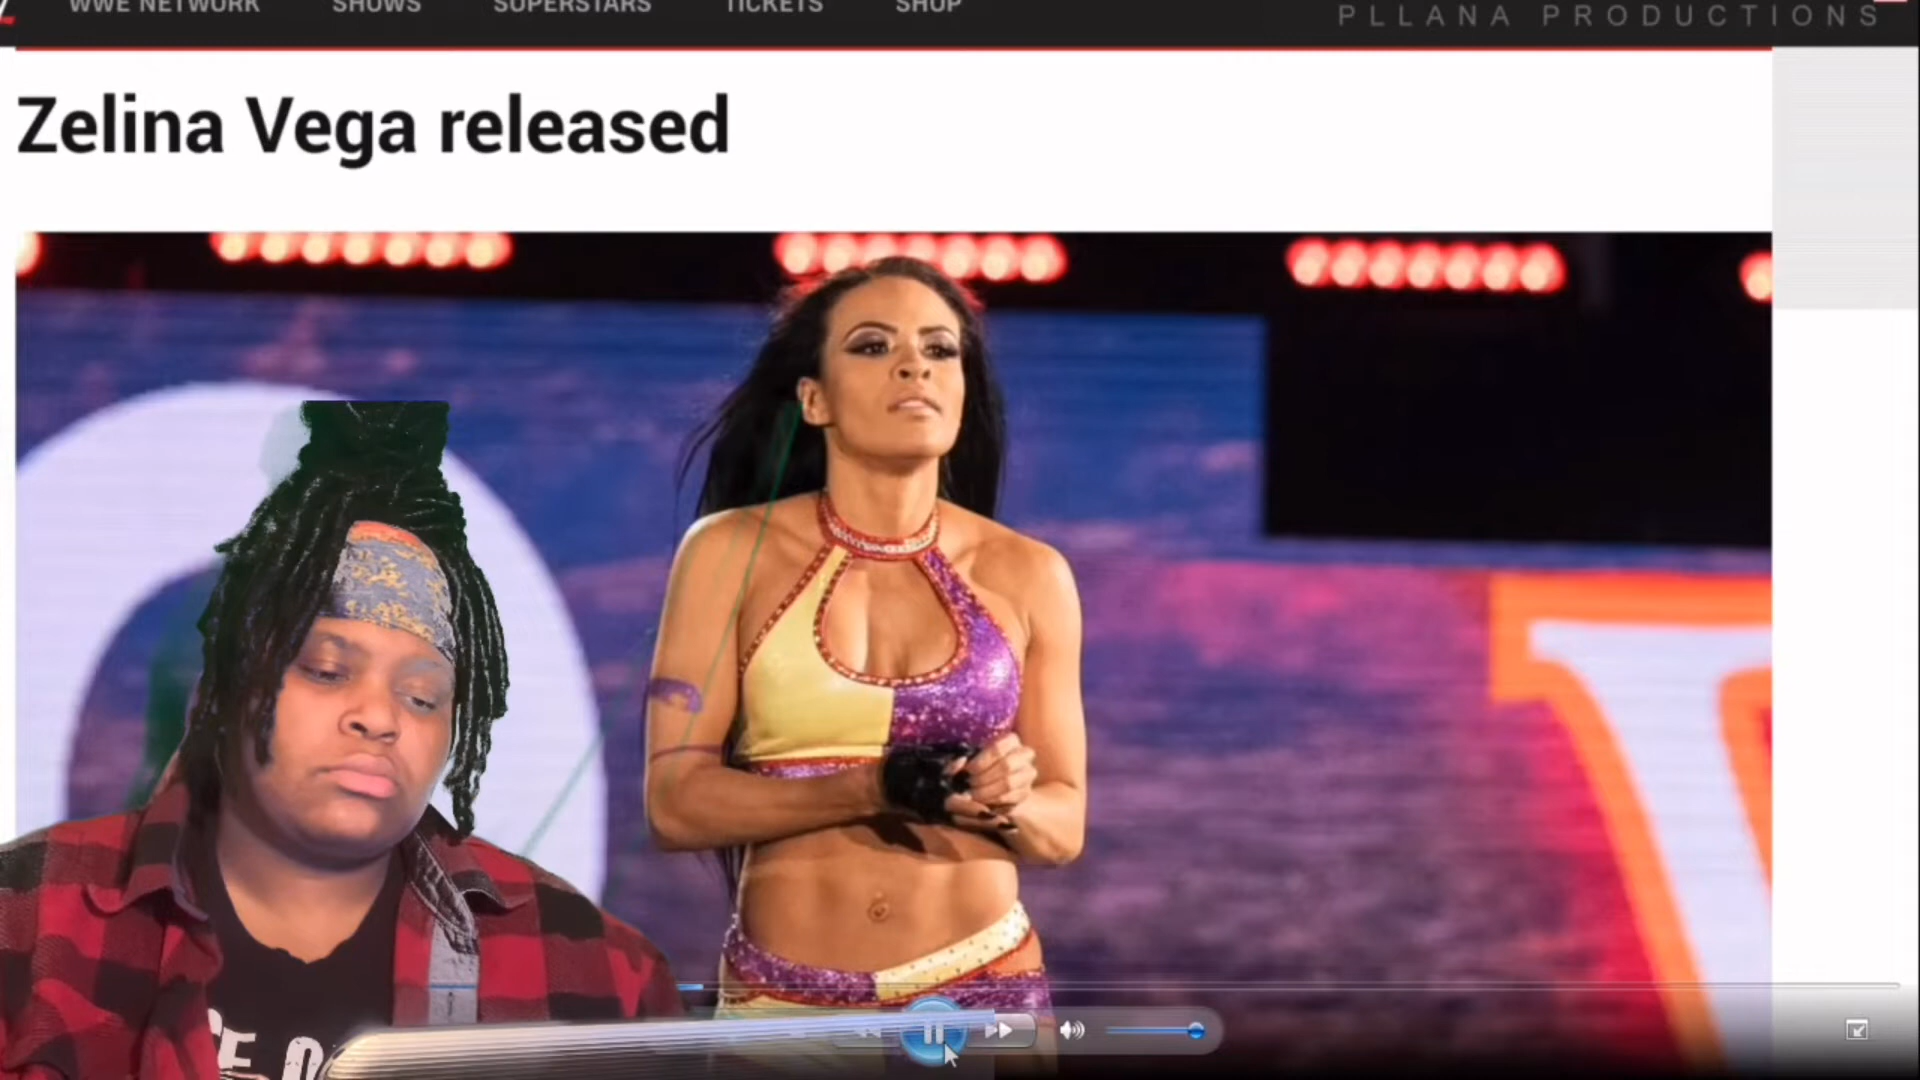 WWE NETWORK SHOWS SUPERSTARS TICKETS SHOP
PLLANA PRODUCTIONS
Zelina Vega released